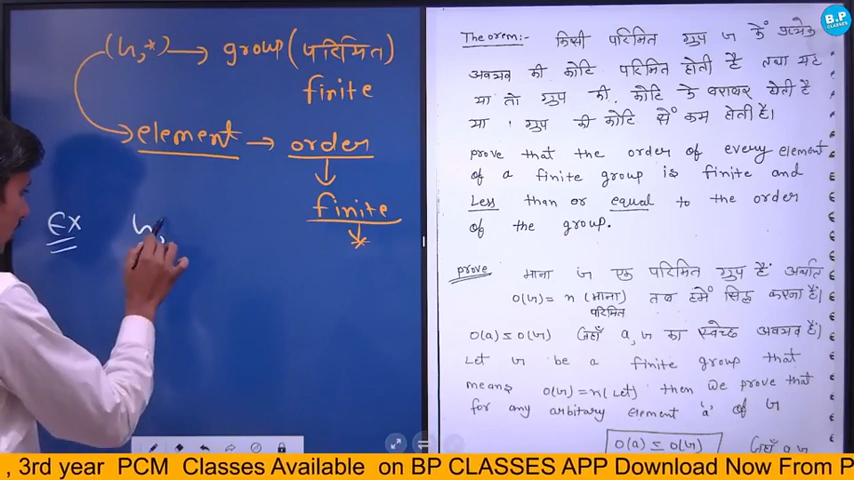 (G,*) → group (परिमित)
finite
element → order
finite
Ex
G,
B.P
CLASSES
Theorem:- किसी परिमित ग्रुप G के प्रत्येक
अवयव की कोटि परिमित होती है तथा यह
या तो ग्रुप की कोटि के बराबर होती है
या ग्रुप की कोटि से कम होती है।
prove that the order of every element
of a finite group is finite and
Less than or equal to the order
of the group.
prove माना G एक परिमित ग्रुप है अर्थात
O(G) = n (माना) तब हमें सिद्ध करना है।
परिमित
O(a) ≤ O(G) जहाँ a, G का स्वेच्छ अवयव है।
Let G be a finite group that
means O(G) = n (Let) then we prove that
for any arbitrary element 'a' of G
O(a) ≤ O(G) जहाँ a,G
, 3rd year PCM Classes Available on BP CLASSES APP Download Now From P